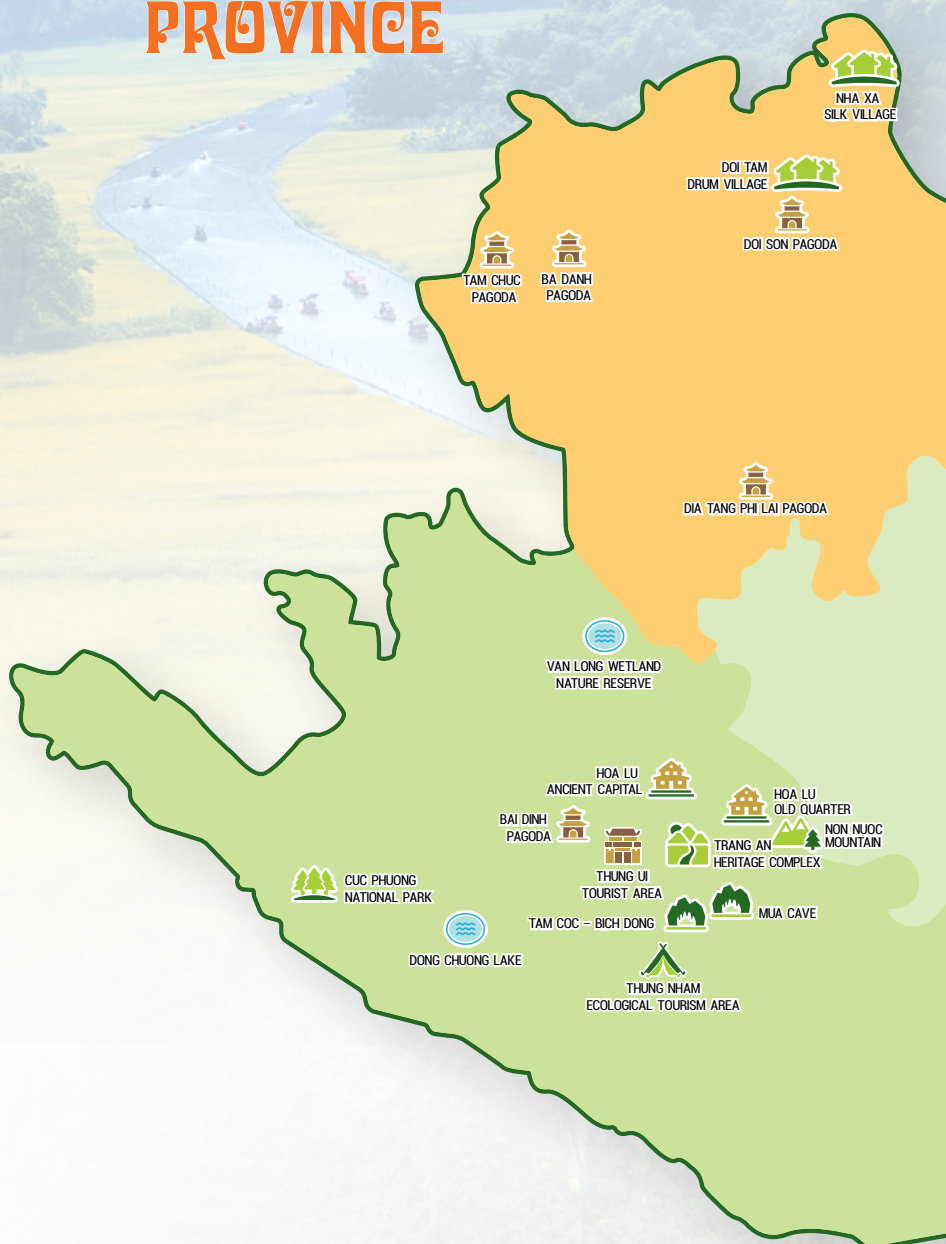 PROVINCE
NHA XA
SILK VILLAGE
DOI TAM
DRUM VILLAGE
DOI SON PAGODA
TAM CHUC
PAGODA
BA DANH
PAGODA
DIA TANG PHI LAI PAGODA
VAN LONG WETLAND
NATURE RESERVE
HOA LU
ANCIENT CAPITAL
HOA LU
OLD QUARTER
BAI DINH
PAGODA
NON NUOC
MOUNTAIN
TRANG AN
HERITAGE COMPLEX
THUNG UI
TOURIST AREA
CUC PHUONG
NATIONAL PARK
MUA CAVE
TAM COC – BICH DONG
DONG CHUONG LAKE
THUNG NHAM
ECOLOGICAL TOURISM AREA